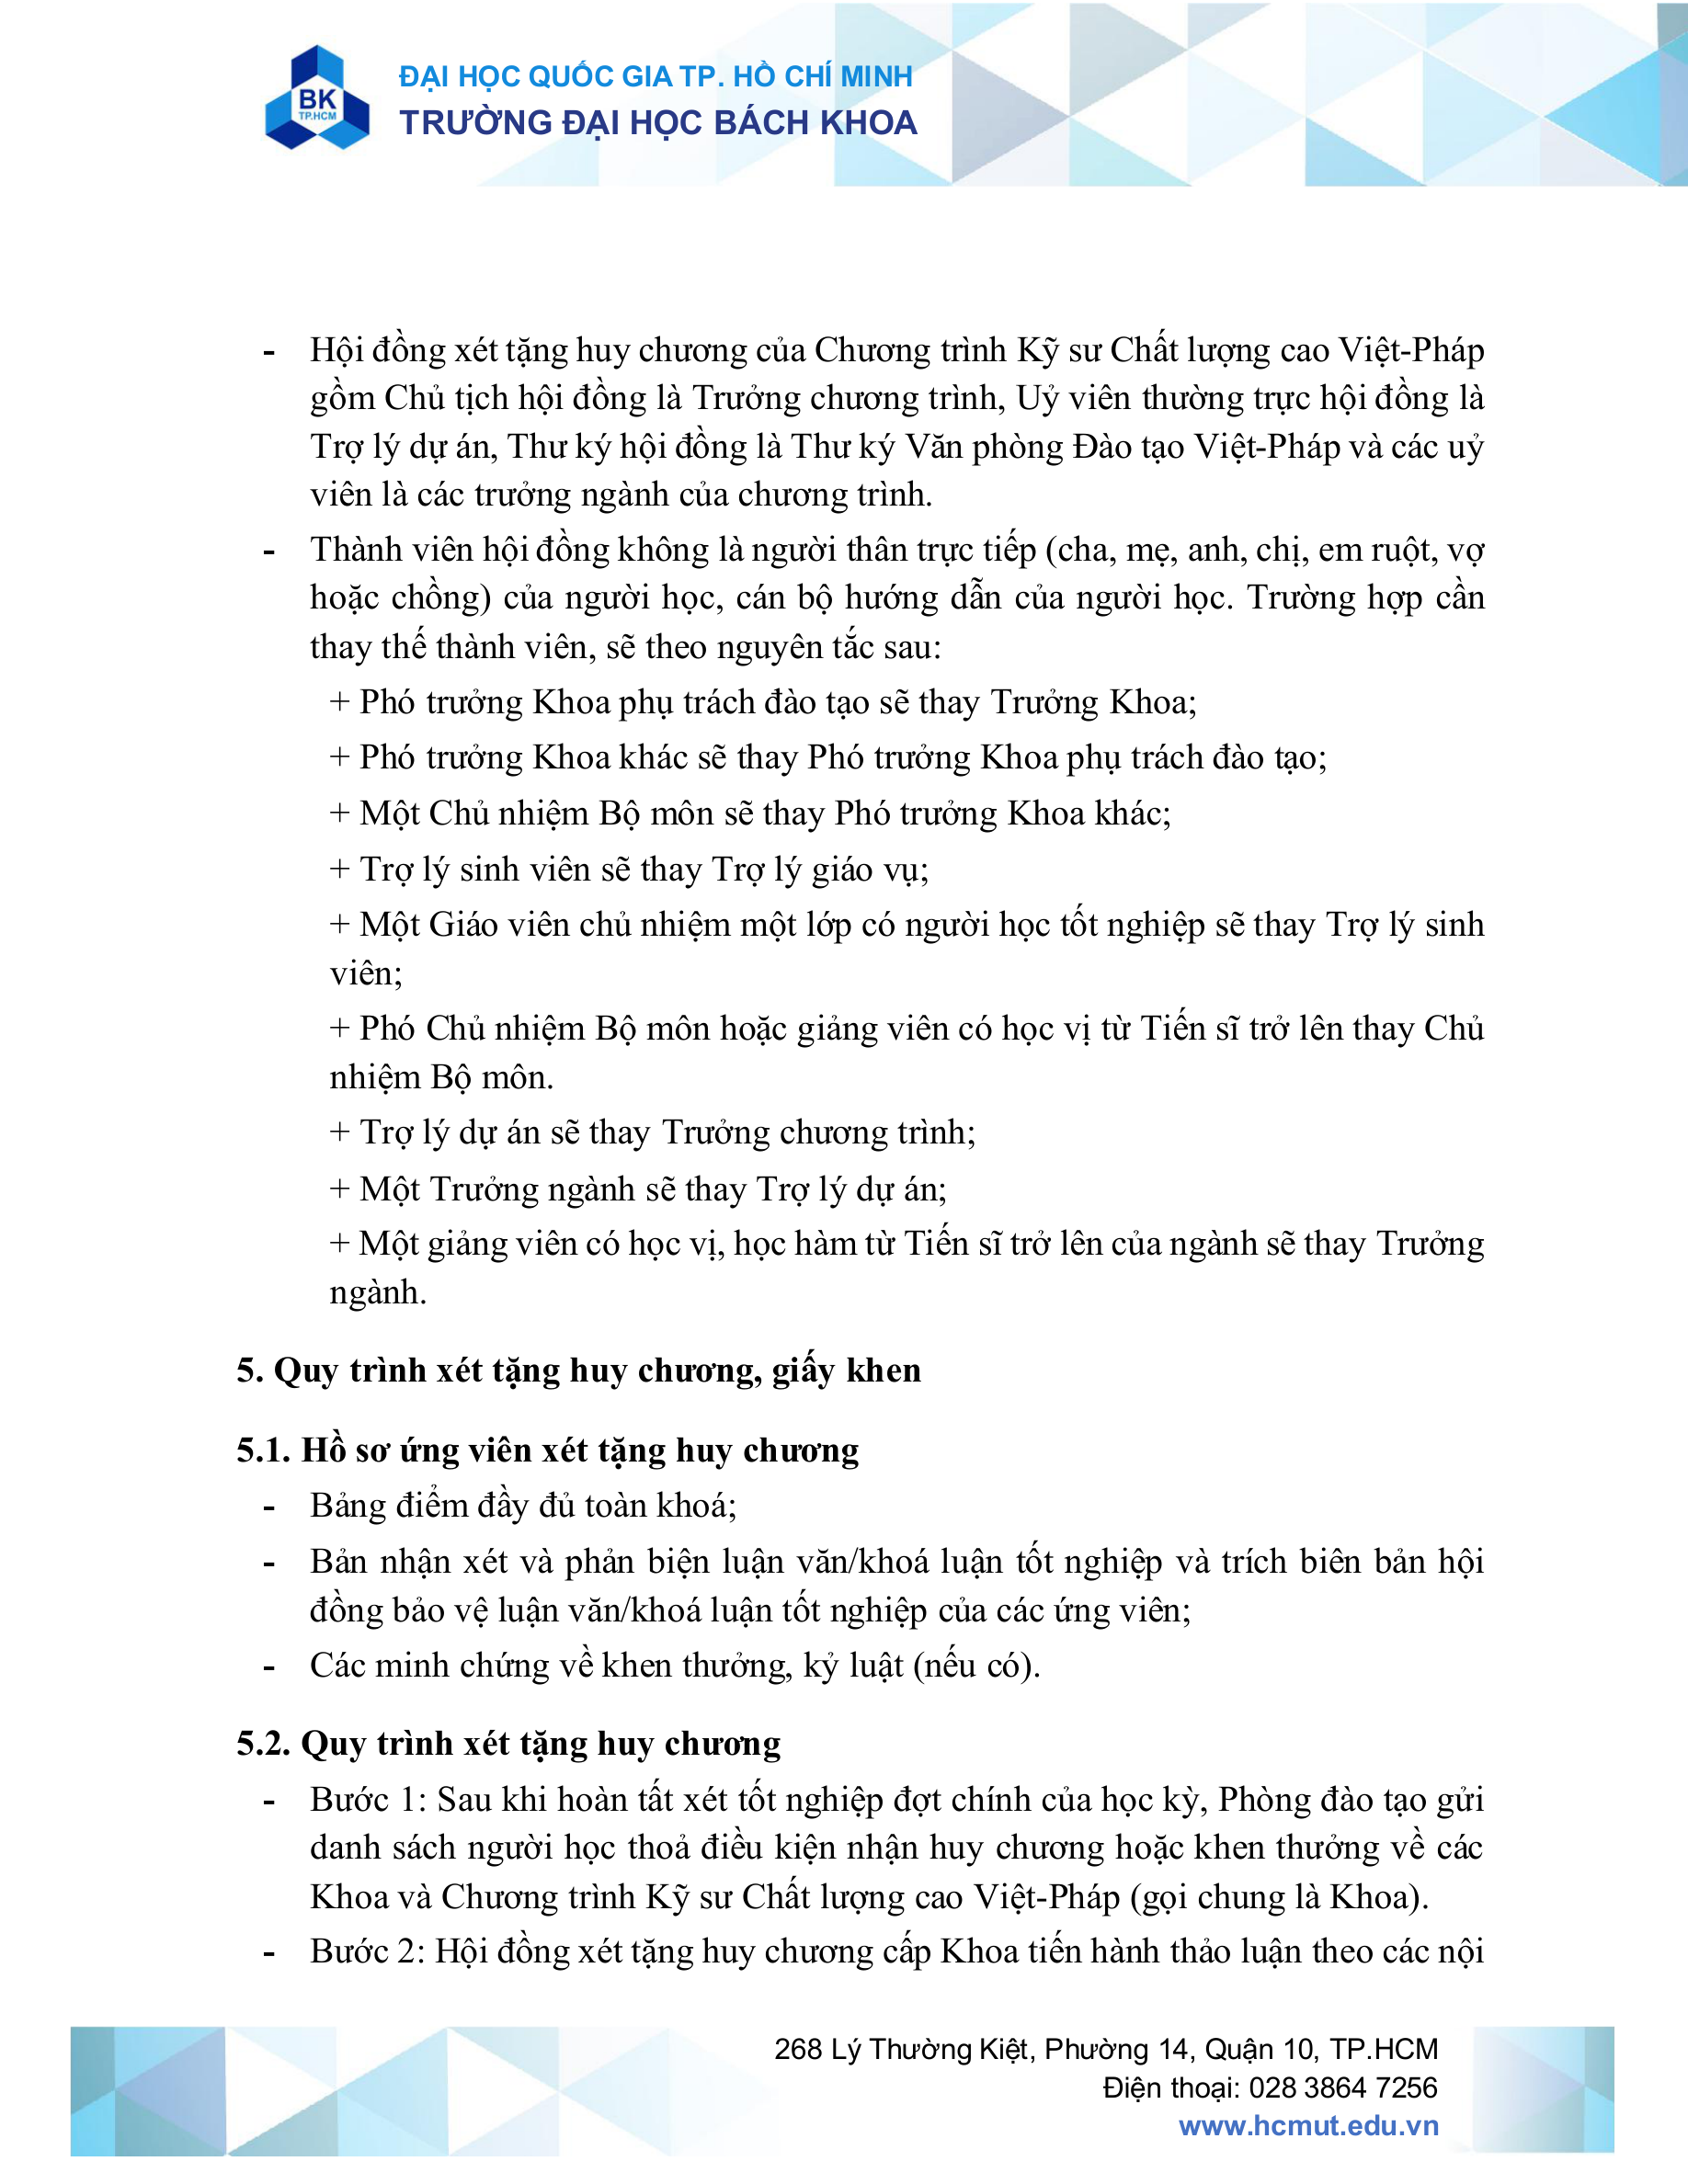 BK
TP.HCM
ĐẠI HỌC QUỐC GIA TP. HỒ CHÍ MINH
TRƯỜNG ĐẠI HỌC BÁCH KHOA
- Hội đồng xét tặng huy chương của Chương trình Kỹ sư Chất lượng cao Việt-Pháp
gồm Chủ tịch hội đồng là Trưởng chương trình, Uỷ viên thường trực hội đồng là
Trợ lý dự án, Thư ký hội đồng là Thư ký Văn phòng Đào tạo Việt-Pháp và các uỷ
viên là các trưởng ngành của chương trình.
- Thành viên hội đồng không là người thân trực tiếp (cha, mẹ, anh, chị, em ruột, vợ
hoặc chồng) của người học, cán bộ hướng dẫn của người học. Trường hợp cần
thay thế thành viên, sẽ theo nguyên tắc sau:
+ Phó trưởng Khoa phụ trách đào tạo sẽ thay Trưởng Khoa;
+ Phó trưởng Khoa khác sẽ thay Phó trưởng Khoa phụ trách đào tạo;
+ Một Chủ nhiệm Bộ môn sẽ thay Phó trưởng Khoa khác;
+ Trợ lý sinh viên sẽ thay Trợ lý giáo vụ;
+ Một Giáo viên chủ nhiệm một lớp có người học tốt nghiệp sẽ thay Trợ lý sinh
viên;
+ Phó Chủ nhiệm Bộ môn hoặc giảng viên có học vị từ Tiến sĩ trở lên thay Chủ
nhiệm Bộ môn.
+ Trợ lý dự án sẽ thay Trưởng chương trình;
+ Một Trưởng ngành sẽ thay Trợ lý dự án;
+ Một giảng viên có học vị, học hàm từ Tiến sĩ trở lên của ngành sẽ thay Trưởng
ngành.
5. Quy trình xét tặng huy chương, giấy khen
5.1. Hồ sơ ứng viên xét tặng huy chương
- Bảng điểm đầy đủ toàn khoá;
- Bản nhận xét và phản biện luận văn/khoá luận tốt nghiệp và trích biên bản hội
đồng bảo vệ luận văn/khoá luận tốt nghiệp của các ứng viên;
- Các minh chứng về khen thưởng, kỷ luật (nếu có).
5.2. Quy trình xét tặng huy chương
- Bước 1: Sau khi hoàn tất xét tốt nghiệp đợt chính của học kỳ, Phòng đào tạo gửi
danh sách người học thoả điều kiện nhận huy chương hoặc khen thưởng về các
Khoa và Chương trình Kỹ sư Chất lượng cao Việt-Pháp (gọi chung là Khoa).
- Bước 2: Hội đồng xét tặng huy chương cấp Khoa tiến hành thảo luận theo các nội
268 Lý Thường Kiệt, Phường 14, Quận 10, TP.HCM
Điện thoại: 028 3864 7256
www.hcmut.edu.vn